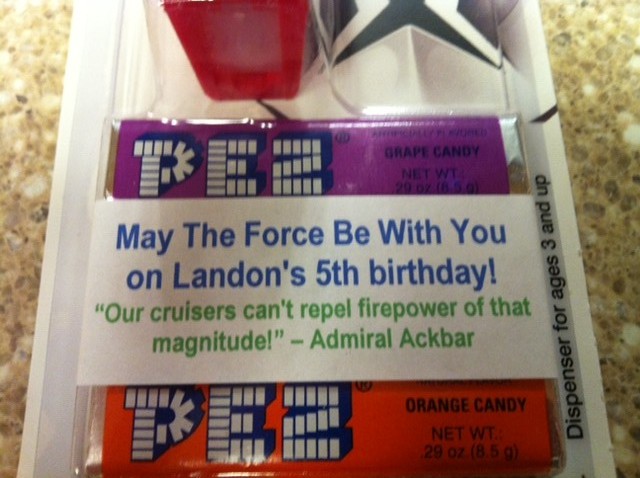 PEZ®
ARTIFICIALLY FLAVORED
GRAPE CANDY
NET WT.:
.29 oz (8.5 g)
May The Force Be With You
on Landon's 5th birthday!
“Our cruisers can't repel firepower of that
magnitude!” – Admiral Ackbar
PEZ®
ORANGE CANDY
NET WT.:
.29 oz (8.5 g)
Dispenser for ages 3 and up